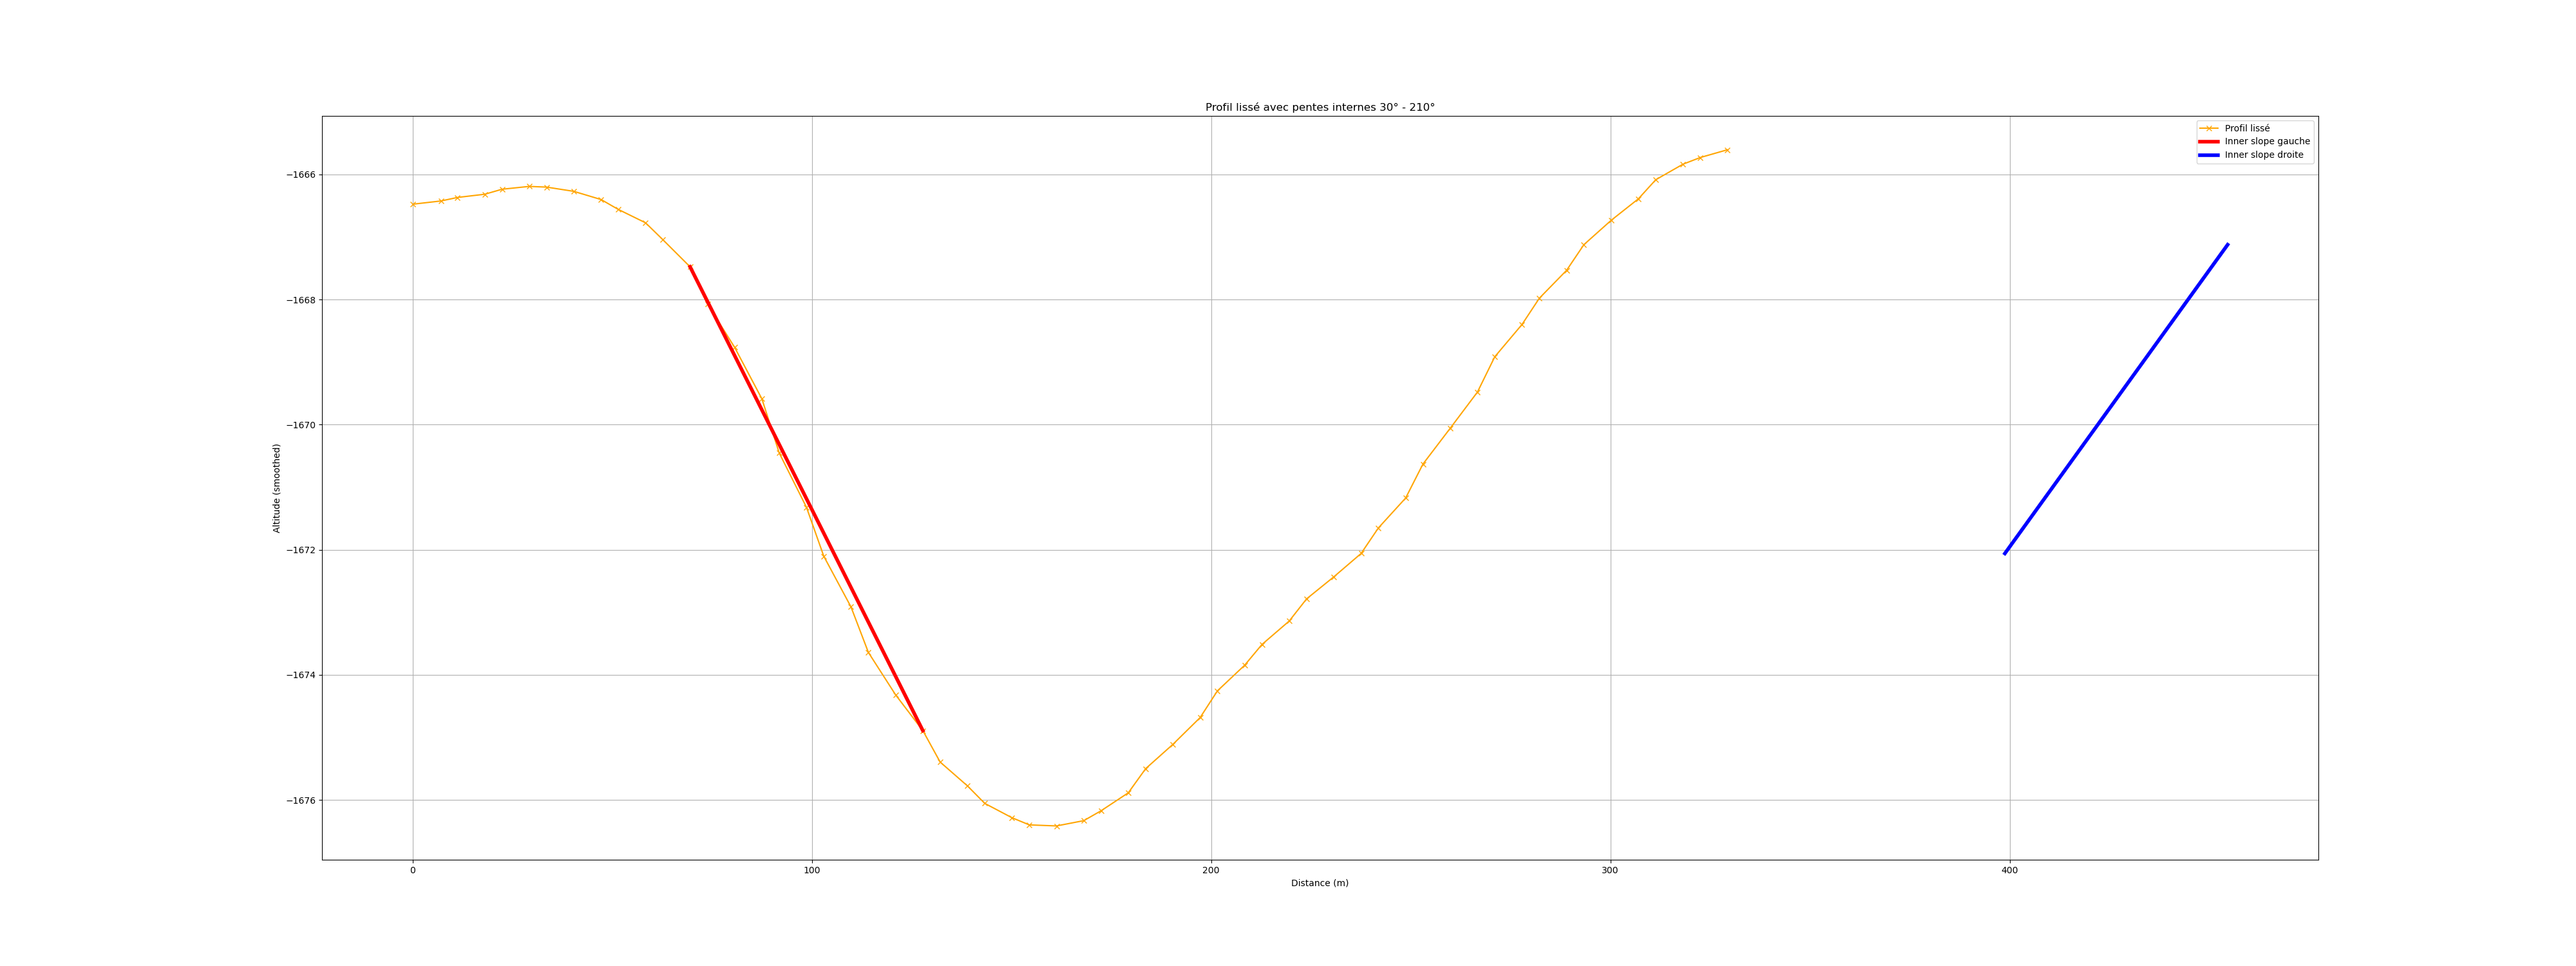 Profil lissé avec pentes internes 30° - 210°
Profil lissé
Inner slope gauche
Inner slope droite
Altitude (smoothed)
−1666
−1668
−1670
−1672
−1674
−1676
0
100
200
300
400
Distance (m)